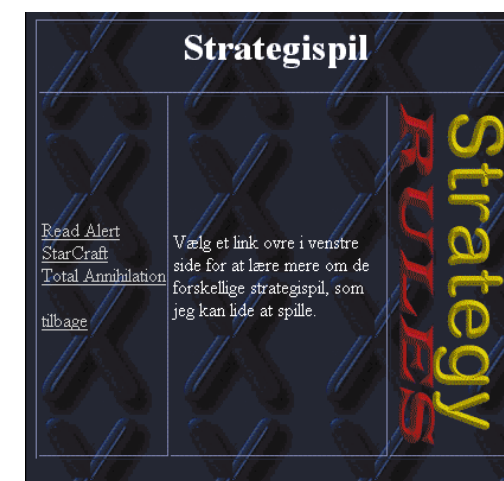 Strategispil
Read Alert
StarCraft
Total Annihilation
tilbage
Vælg et link ovre i venstre
side for at lære mere om de
forskellige strategispil, som
jeg kan lide at spille.
Strategy
RULES